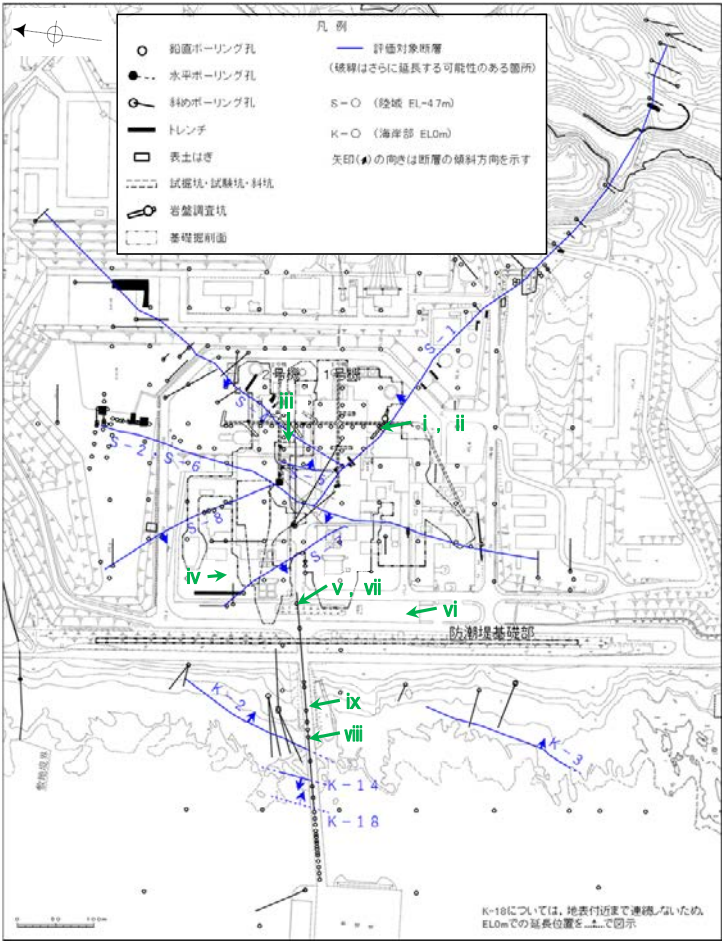 凡 例
鉛直ボーリング孔
水平ボーリング孔
斜めボーリング孔
トレンチ
表土はぎ
試掘坑・試験坑・斜坑
岩盤調査坑
基礎掘削面
評価対象断層
(破線はさらに延長する可能性のある箇所)
S-○ (陸域 EL-4.7m)
K-○ (海岸部 EL0m)
矢印( )の向きは断層の傾斜方向を示す
S-1
2号機
1号機
iii
S-4
i , ii
S-2・S-6
S-5
S-8
S-7
iv
v , vii
vi
防潮堤基礎部
K-2
ix
viii
K-3
敷地境界
K-14
K-18
0 50 100m
K-18については、地表付近まで連続しないため、
EL0mでの延長位置を で図示